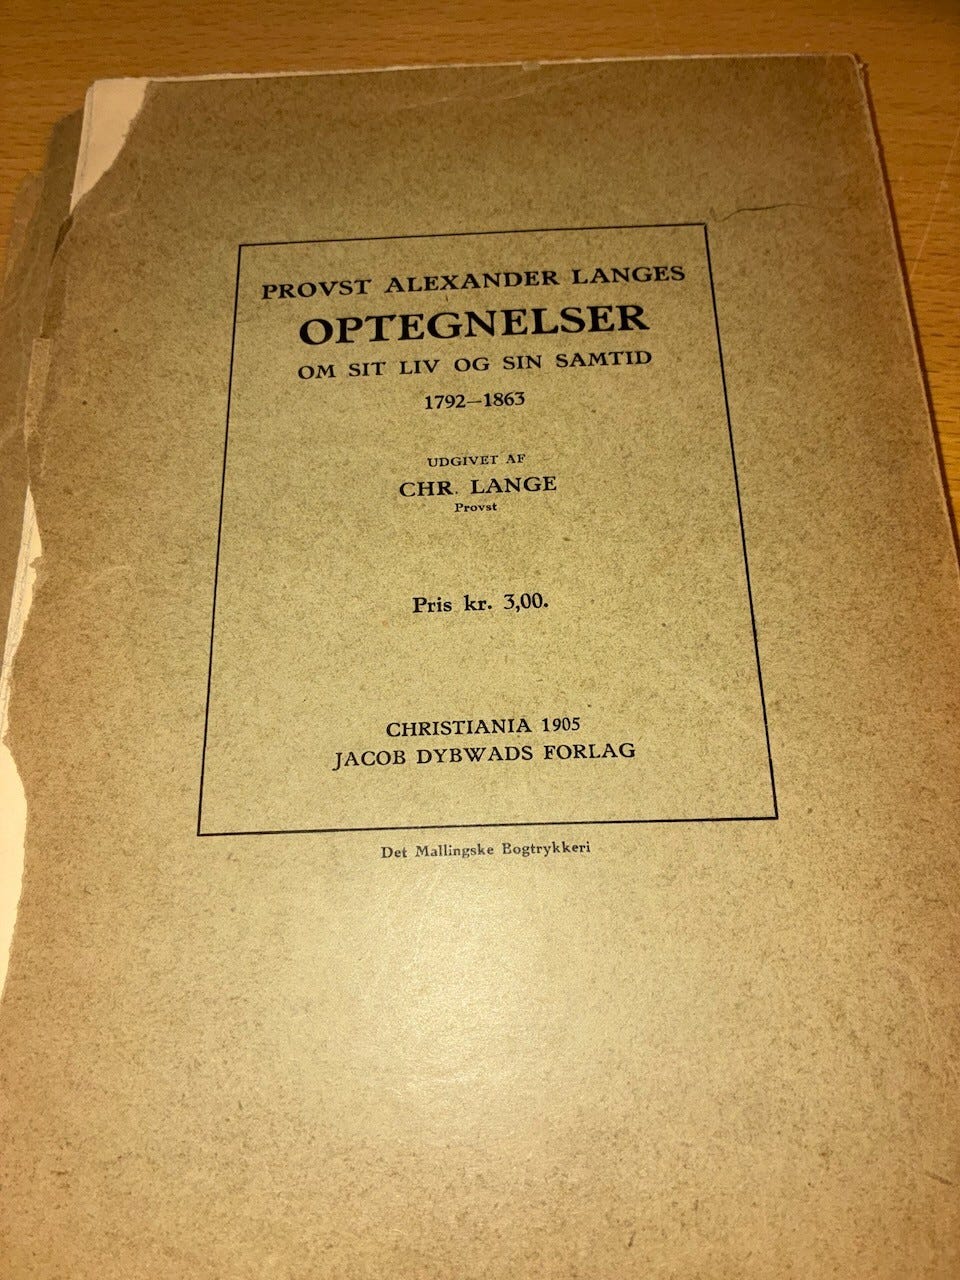 PROVST ALEXANDER LANGES
OPTEGNELSER
OM SIT LIV OG SIN SAMTID
1792—1863
UDGIVET AF
CHR. LANGE
Provst
Pris kr. 3,00.
CHRISTIANIA 1905
JACOB DYBWADS FORLAG
Det Mallingske Bogtrykkeri